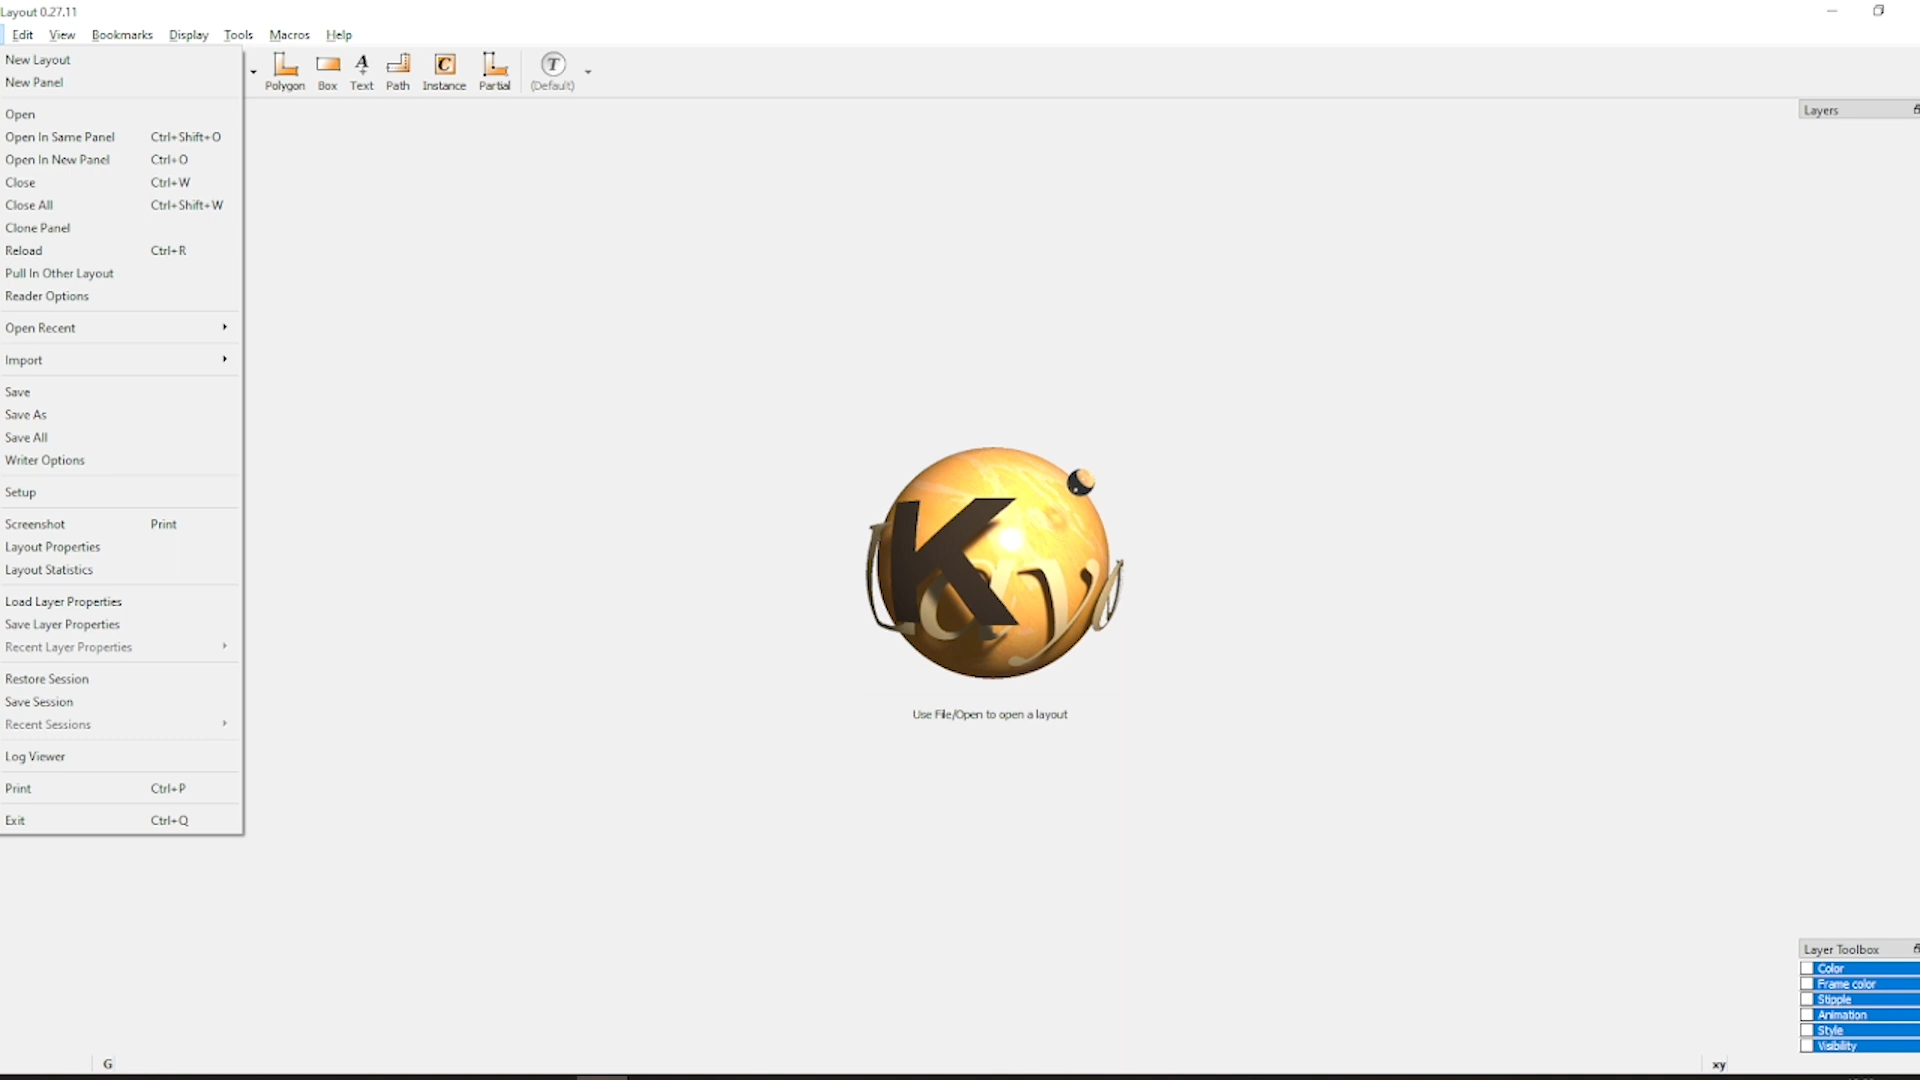 Layout 0.27.11
Edit View Bookmarks Display Tools Macros Help
New Layout
New Panel
Open
Open In Same Panel Ctrl+Shift+O
Open In New Panel Ctrl+O
Close Ctrl+W
Close All Ctrl+Shift+W
Clone Panel
Reload Ctrl+R
Pull In Other Layout
Reader Options
Open Recent
Import
Save
Save As
Save All
Writer Options
Setup
Screenshot Print
Layout Properties
Layout Statistics
Load Layer Properties
Save Layer Properties
Recent Layer Properties
Restore Session
Save Session
Recent Sessions
Log Viewer
Print Ctrl+P
Exit Ctrl+Q
Polygon Box Text Path Instance Partial (Default)
Layers
K
Layo
Use File/Open to open a layout
Layer Toolbox
Color
Frame color
Stipple
Animation
Style
Visibility
G
xy